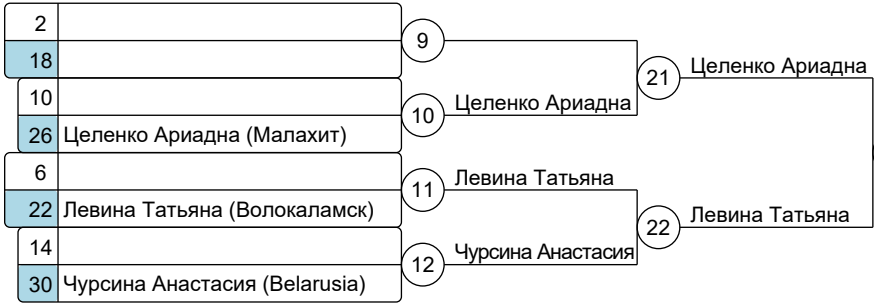 2
18
9
10
26 Целенко Ариадна (Малахит)
10
Целенко Ариадна
21
Целенко Ариадна
6
22 Левина Татьяна (Волокаламск)
11
Левина Татьяна
14
30 Чурсина Анастасия (Belarusia)
12
Чурсина Анастасия
22
Левина Татьяна